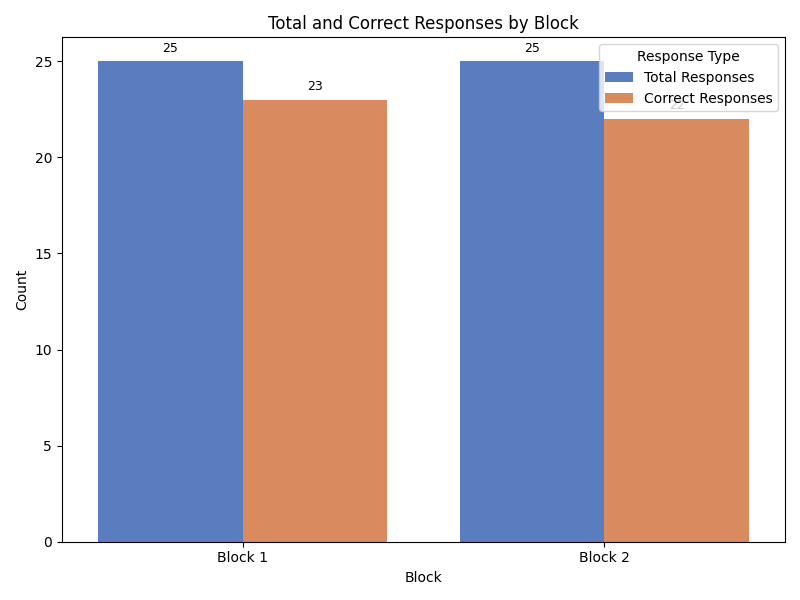 Total and Correct Responses by Block
25
23
25
22
Response Type
Total Responses
Correct Responses
25
20
15
10
5
0
Count
Block 1
Block 2
Block